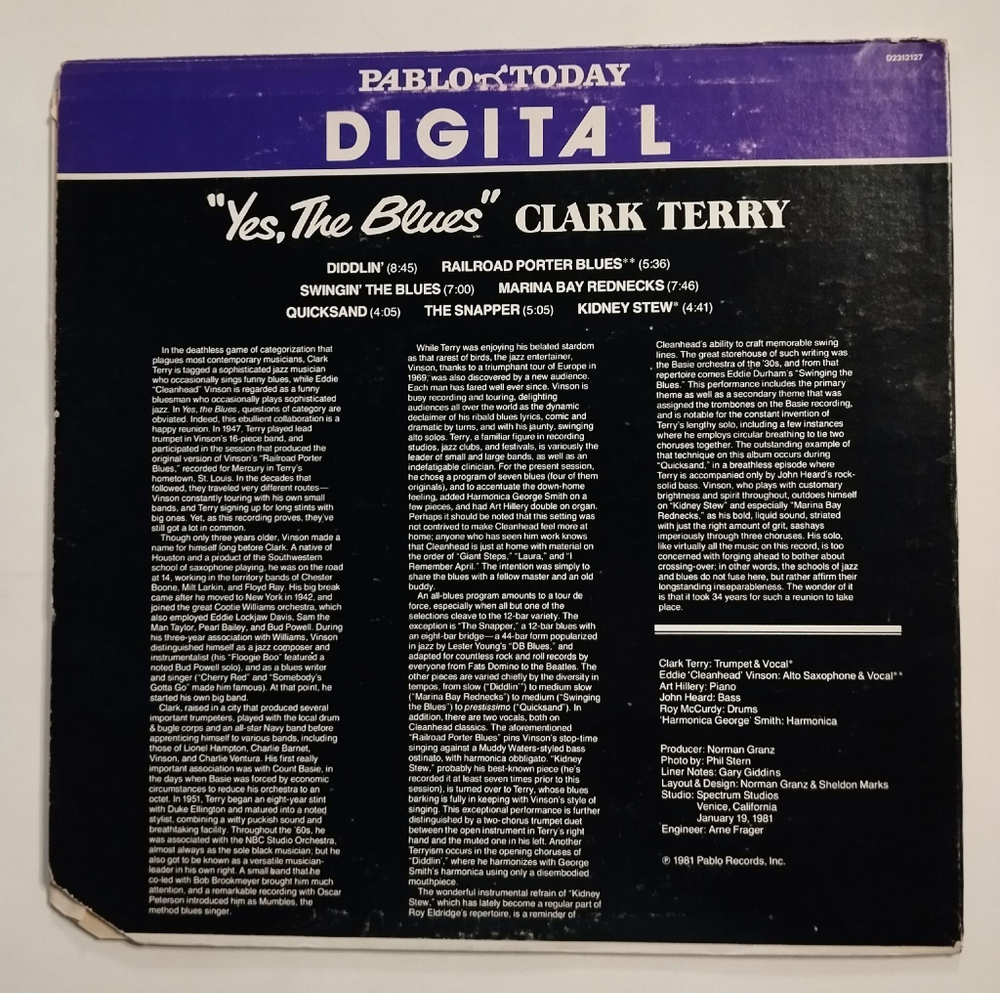 D2312127
PABLO TODAY
DIGITAL
"Yes, The Blues" CLARK TERRY
DIDDLIN' (8:45) RAILROAD PORTER BLUES** (5:36)
SWINGIN' THE BLUES (7:00) MARINA BAY REDNECKS (7:46)
QUICKSAND (4:05) THE SNAPPER (5:05) KIDNEY STEW* (4:41)
In the deathless game of categorization that
plagues most contemporary musicians, Clark
Terry is tagged a sophisticated jazz musician
who occasionally sings funny blues, while Eddie
"Cleanhead" Vinson is regarded as a funny
bluesman who occasionally plays sophisticated
jazz. In Yes, the Blues, questions of category are
obviated. Indeed, this ebullient collaboration is a
happy reunion. In 1947, Terry played lead
trumpet in Vinson's 16-piece band, and
participated in the session that produced the
original version of Vinson's "Railroad Porter
Blues," recorded for Mercury in Terry's
hometown, St. Louis. In the decades that
followed, they traveled very different routes—
Vinson constantly touring with his own small
bands, and Terry signing up for long stints with
big ones. Yet, as this recording proves, they've
still got a lot in common.
Though only three years older, Vinson made a
name for himself long before Clark. A native of
Houston and a product of the Southwestern
school of saxophone playing, he was on the road
at 14, working in the territory bands of Chester
Boone, Milt Larkin, and Floyd Ray. His big break
came after he moved to New York in 1942, and
joined the great Cootie Williams orchestra, which
also employed Eddie Lockjaw Davis, Sam the
Man Taylor, Pearl Bailey, and Bud Powell. During
his three-year association with Williams, Vinson
distinguished himself as a jazz composer and
instrumentalist (his "Floogie Boo" featured a
noted Bud Powell solo), and as a blues writer
and singer ("Cherry Red" and "Somebody's
Gotta Go" made him famous). At that point, he
started his own big band.
Clark, raised in a city that produced several
important trumpeters, played with the local drum
& bugle corps and an all-star Navy band before
apprenticing himself to various bands, including
those of Lionel Hampton, Charlie Barnet,
Vinson, and Charlie Ventura. His first really
important association was with Count Basie, in
the days when Basie was forced by economic
circumstances to reduce his orchestra to an
octet. In 1951, Terry began an eight-year stint
with Duke Ellington and matured into a noted
stylist, combining a witty puckish sound and
breathtaking facility. Throughout the '60s, he
was associated with the NBC Studio Orchestra,
almost always as the sole black musician; but he
also got to be known as a versatile musician-
leader in his own right. A small band that he
co-led with Bob Brookmeyer brought him much
attention, and a remarkable recording with Oscar
Peterson introduced him as Mumbles, the
method blues singer.
While Terry was enjoying his belated stardom
as that rarest of birds, the jazz entertainer,
Vinson, thanks to a triumphant tour of Europe in
1969, was also discovered by a new audience.
Each man has fared well ever since. Vinson is
busy recording and touring, delighting
audiences all over the world as the dynamic
declaimer of his ribald blues lyrics, comic and
dramatic by turns, and with his jaunty, swinging
alto solos. Terry, a familiar figure in recording
studios, jazz clubs, and festivals, is variously the
leader of small and large bands, as well as an
indefatigable clinician. For the present session,
he chose a program of seven blues (four of them
originals), and to accentuate the down-home
feeling, added Harmonica George Smith on a
few pieces, and had Art Hillery double on organ.
Perhaps it should be noted that this setting was
not contrived to make Cleanhead feel more at
home; anyone who has seen him work knows
that Cleanhead is just at home with material on
the order of "Giant Steps," "Laura," and "I
Remember April." The intention was simply to
share the blues with a fellow master and an old
buddy.
An all-blues program amounts to a tour de
force, especially when all but one of the
selections cleave to the 12-bar variety. The
exception is "The Snapper," a 12-bar blues with
an eight-bar bridge—a 44-bar form popularized
in jazz by Lester Young's "DB Blues," and
adapted for countless rock and roll records by
everyone from Fats Domino to the Beatles. The
other pieces are varied chiefly by the diversity in
tempos, from slow ("Diddlin'") to medium slow
("Marina Bay Rednecks") to medium ("Swinging
the Blues") to prestissimo ("Quicksand"). In
addition, there are two vocals, both on
Cleanhead classics. The aforementioned
"Railroad Porter Blues" pins Vinson's stop-time
singing against a Muddy Waters-styled bass
ostinato, with harmonica obbligato. "Kidney
Stew," probably his best-known piece (he's
recorded it at least seven times prior to this
session), is turned over to Terry, whose blues
barking is fully in keeping with Vinson's style of
singing. This exceptional performance is further
distinguished by a two-chorus trumpet duet
between the open instrument in Terry's right
hand and the muted one in his left. Another
Terryism occurs in the opening choruses of
"Diddlin'," where he harmonizes with George
Smith's harmonica using only a disembodied
mouthpiece.
The wonderful instrumental refrain of "Kidney
Stew," which has lately become a regular part of
Roy Eldridge's repertoire, is a reminder of
Cleanhead's ability to craft memorable swing
lines. The great storehouse of such writing was
the Basie orchestra of the '30s, and from that
repertoire comes Eddie Durham's "Swinging the
Blues." This performance includes the primary
theme as well as a secondary theme that was
assigned the trombones on the Basie recording,
and is notable for the constant invention of
Terry's lengthy solo, including a few instances
where he employs circular breathing to tie two
choruses together. The outstanding example of
that technique on this album occurs during
"Quicksand," in a breathless episode where
Terry is accompanied only by John Heard's rock-
solid bass. Vinson, who plays with customary
brightness and spirit throughout, outdoes himself
on "Kidney Stew" and especially "Marina Bay
Rednecks," as his bold, liquid sound, striated
with just the right amount of grit, sashays
imperiously through three choruses. His solo,
like virtually all the music on this record, is too
concerned with forging ahead to bother about
crossing-over; in other words, the schools of jazz
and blues do not fuse here, but rather affirm their
longstanding inseparableness. The wonder of it
is that it took 34 years for such a reunion to take
place.
Clark Terry: Trumpet & Vocal*
Eddie 'Cleanhead' Vinson: Alto Saxophone & Vocal**
Art Hillery: Piano
John Heard: Bass
Roy McCurdy: Drums
'Harmonica George' Smith: Harmonica
Producer: Norman Granz
Photo by: Phil Stern
Liner Notes: Gary Giddins
Layout & Design: Norman Granz & Sheldon Marks
Studio: Spectrum Studios
Venice, California
January 19, 1981
Engineer: Arne Frager
℗ 1981 Pablo Records, Inc.